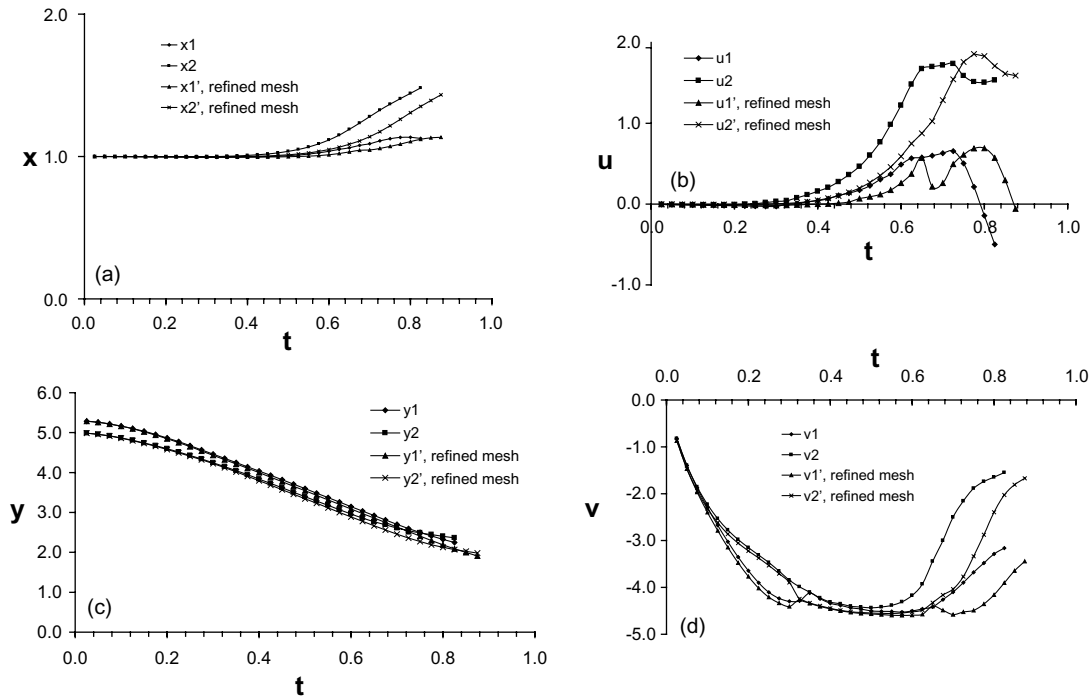 2.0
x1
x2
x1', refined mesh
x2', refined mesh
x
1.0
(a)
0.0
0.0 0.2 0.4 0.6 0.8 1.0
t
2.0
u1
u2
u1', refined mesh
u2', refined mesh
1.0
u
(b)
0.0
0.0 0.2 0.4 0.6 0.8 1.0
t
-1.0
6.0
y1
y2
y1', refined mesh
y2', refined mesh
5.0
4.0
y
3.0
2.0
1.0
(c)
0.0
0.0 0.2 0.4 0.6 0.8 1.0
t
t
0.0 0.2 0.4 0.6 0.8 1.0
0.0
v1
v2
v1', refined mesh
v2', refined mesh
-1.0
-2.0
v
-3.0
-4.0
(d)
-5.0